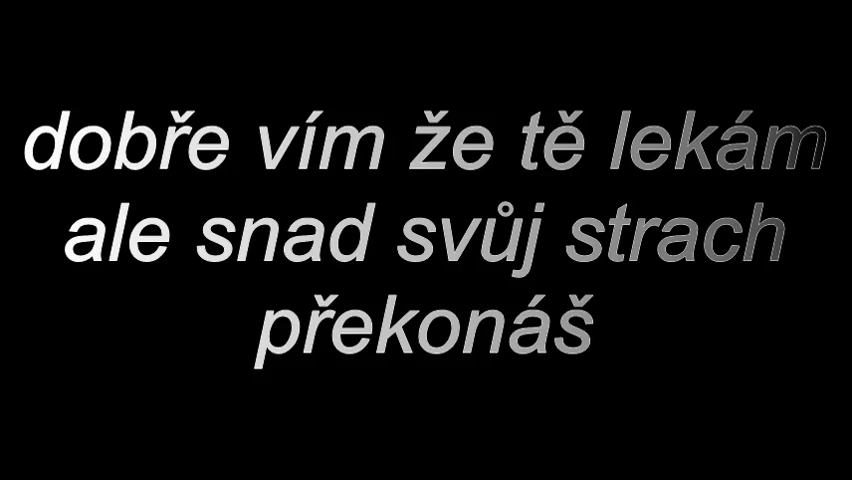 dobře vím že tě lekám
ale snad svůj strach
překonáš